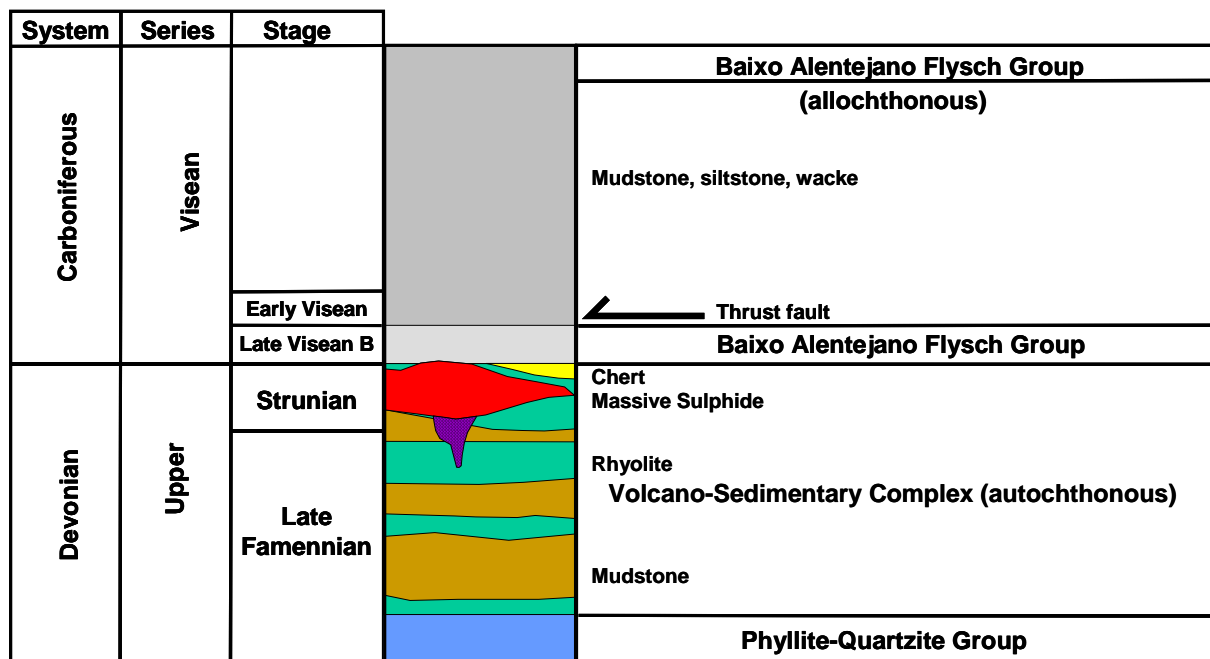 System
Series
Stage
Carboniferous
Visean
Early Visean
Late Visean B
Devonian
Upper
Strunian
Late
Famennian
Baixo Alentejano Flysch Group
(allochthonous)
Mudstone, siltstone, wacke
Thrust fault
Baixo Alentejano Flysch Group
Chert
Massive Sulphide
Rhyolite
Volcano-Sedimentary Complex (autochthonous)
Mudstone
Phyllite-Quartzite Group